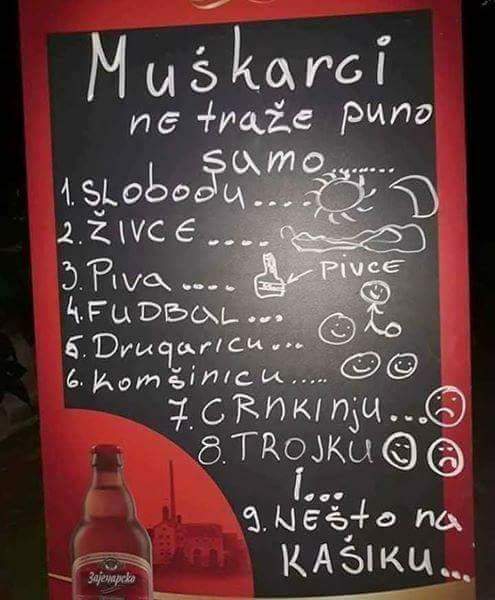 Muškarci
ne traže puno
samo......
1. SLobodu....
2. ŽIVCE....
3. Piva.... PIVCE
4. FUDBAL...
5. Drugaricu...
6. Komšinicu.....
7. CRnKInju...
8. TROJKU
i...
9. NEŠto na
KAŠIKU...
Зајечарско